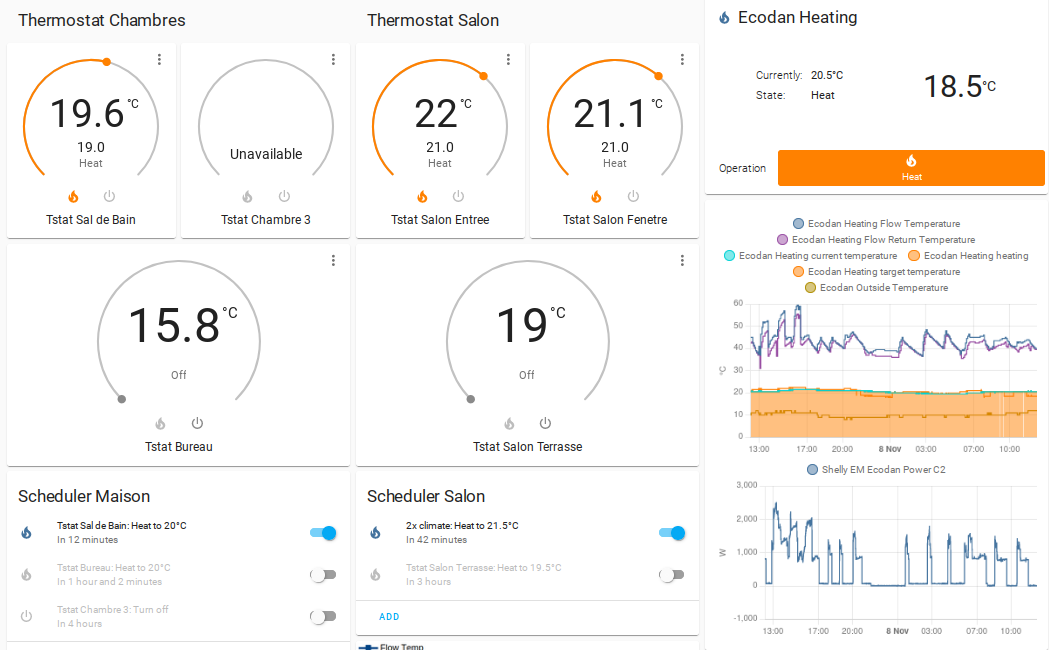 Thermostat Chambres
19.6 °C
19.0
Heat
Tstat Sal de Bain
Unavailable
Tstat Chambre 3
15.8 °C
Off
Tstat Bureau
Scheduler Maison
Tstat Sal de Bain: Heat to 20°C
In 12 minutes
Tstat Bureau: Heat to 20°C
In 1 hour and 2 minutes
Tstat Chambre 3: Turn off
In 4 hours
Thermostat Salon
22 °C
21.0
Heat
Tstat Salon Entree
21.1 °C
21.0
Heat
Tstat Salon Fenetre
19 °C
Off
Tstat Salon Terrasse
Scheduler Salon
2x climate: Heat to 21.5°C
In 42 minutes
Tstat Salon Terrasse: Heat to 19.5°C
In 3 hours
ADD
Flow Temp
Ecodan Heating
Currently: 20.5°C
State: Heat
18.5 °C
Operation
Heat
Ecodan Heating Flow Temperature
Ecodan Heating Flow Return Temperature
Ecodan Heating current temperature Ecodan Heating heating
Ecodan Heating target temperature
Ecodan Outside Temperature
60
50
40
30
20
10
0
°C
13:00 17:00 20:00 8 Nov 03:00 07:00 10:00
Shelly EM Ecodan Power C2
3,000
2,000
1,000
0
-1,000
W
13:00 17:00 20:00 8 Nov 03:00 07:00 10:00